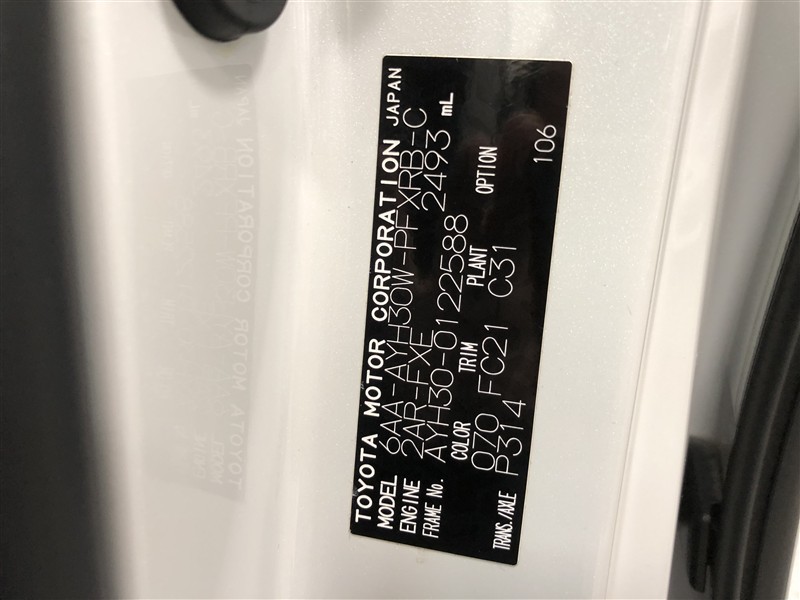 TOYOTA MOTOR CORPORATION JAPAN
MODEL 6AA-AYH30W-PFXRB-C
ENGINE 2AR-FXE 2493 mL
FRAME No. AYH30-0122588
COLOR TRIM PLANT OPTION
070 FC21 C31
TRANS./AXLE P314
106